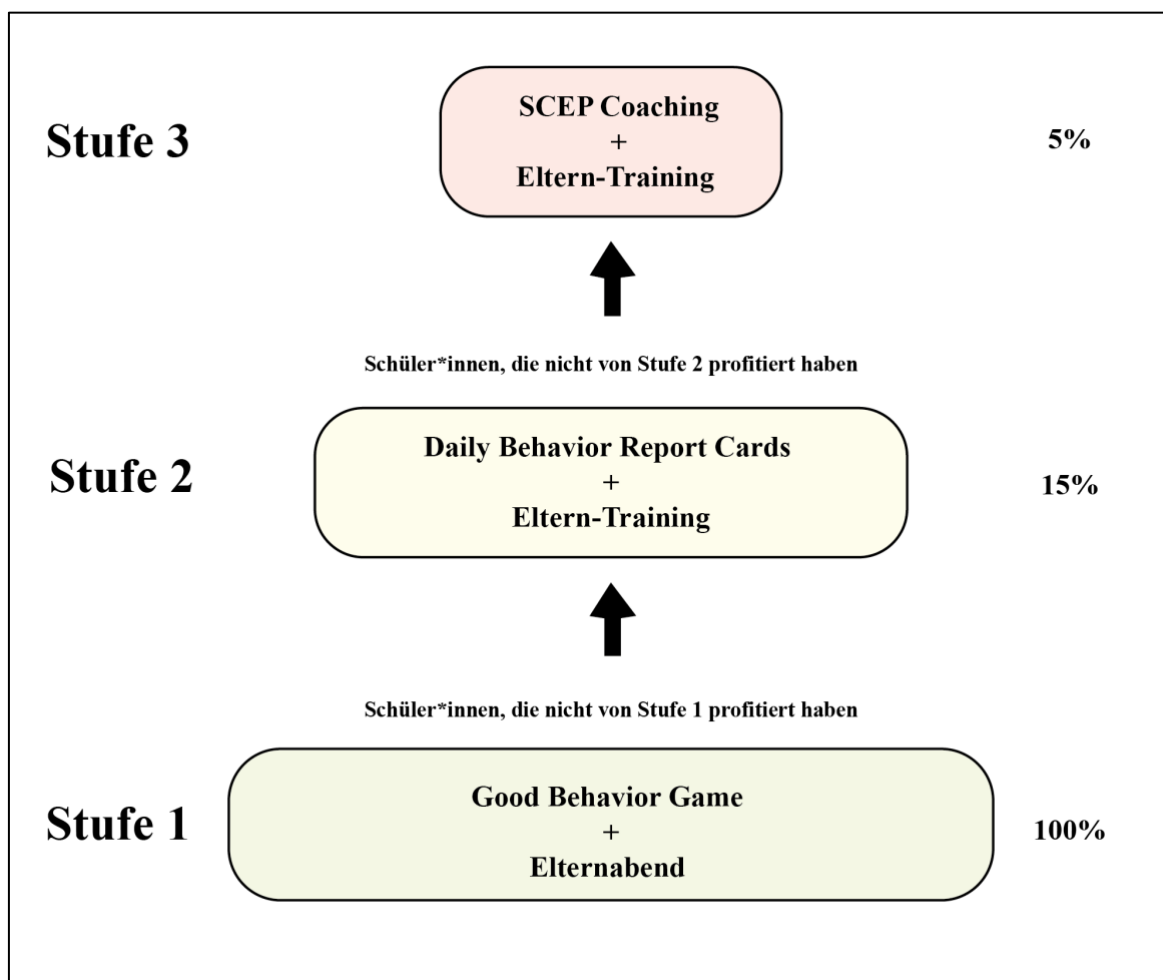 Stufe 3
SCEP Coaching
+
Eltern-Training
5%
Schüler*innen, die nicht von Stufe 2 profitiert haben
Stufe 2
Daily Behavior Report Cards
+
Eltern-Training
15%
Schüler*innen, die nicht von Stufe 1 profitiert haben
Stufe 1
Good Behavior Game
+
Elternabend
100%